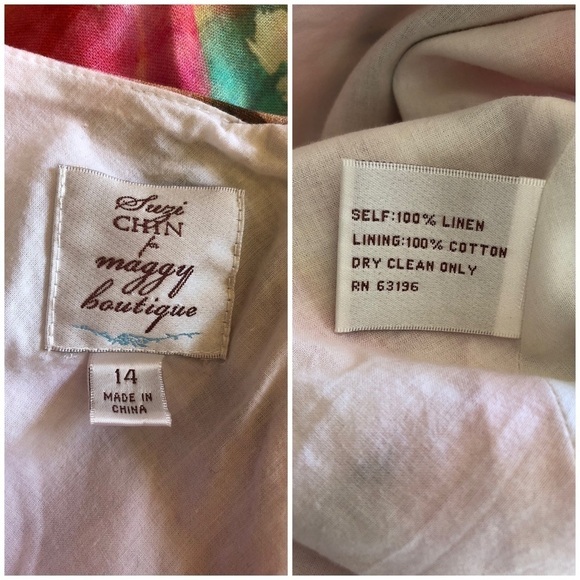 Suzi
CHIN
for
maggy
boutique
14
MADE IN
CHINA
SELF:100% LINEN
LINING:100% COTTON
DRY CLEAN ONLY
RN 63196